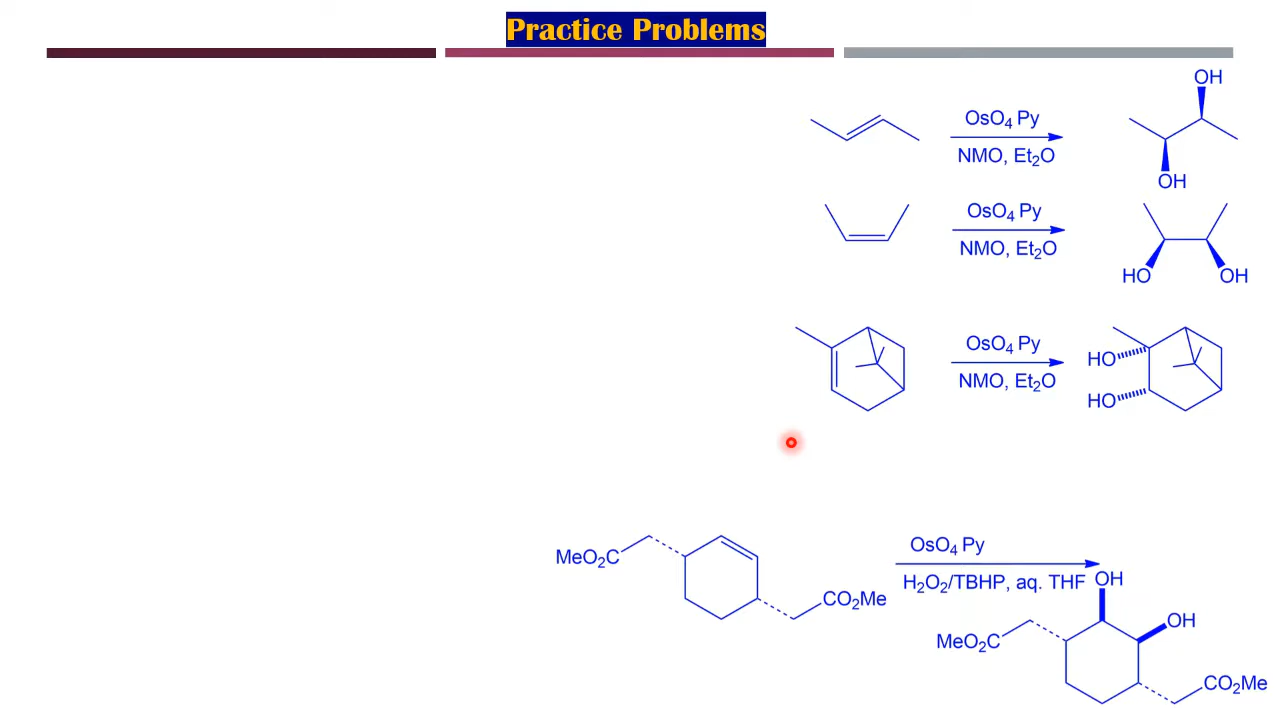 Practice Problems
OH
OsO4 Py
NMO, Et2O
OH
OsO4 Py
NMO, Et2O
HO
OH
OsO4 Py
NMO, Et2O
HO
HO
MeO2C
CO2Me
OsO4 Py
H2O2/TBHP, aq. THF
OH
OH
MeO2C
CO2Me